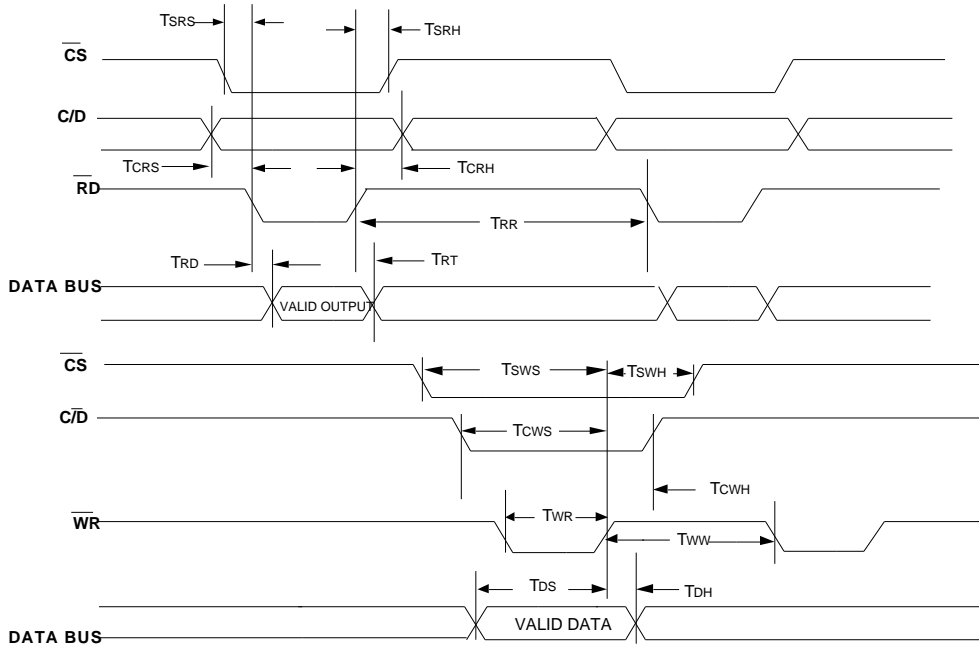 TSRS
TSRH
CS
C/D
TCRS
TCRH
RD
TRR
TRD
TRT
DATA BUS
VALID OUTPUT
CS
TSWS
TSWH
C/D
TCWS
TCWH
WR
TWR
TWW
TDS
TDH
VALID DATA
DATA BUS